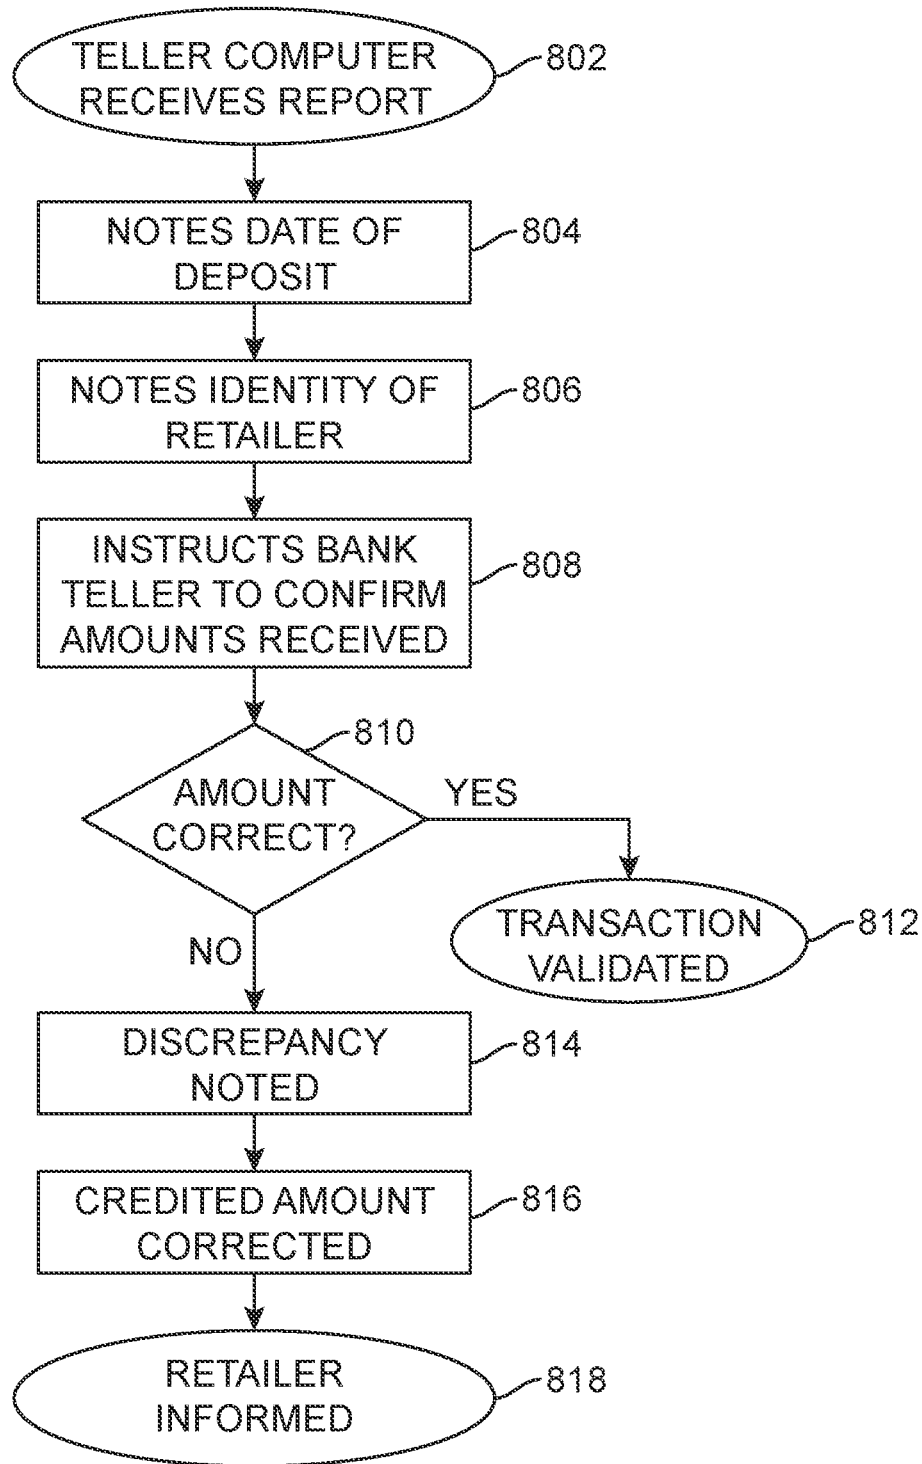 TELLER COMPUTER
RECEIVES REPORT
802
NOTES DATE OF
DEPOSIT
804
NOTES IDENTITY OF
RETAILER
806
INSTRUCTS BANK
TELLER TO CONFIRM
AMOUNTS RECEIVED
808
810
AMOUNT
CORRECT?
YES
TRANSACTION
VALIDATED
812
NO
DISCREPANCY
NOTED
814
CREDITED AMOUNT
CORRECTED
816
RETAILER
INFORMED
818